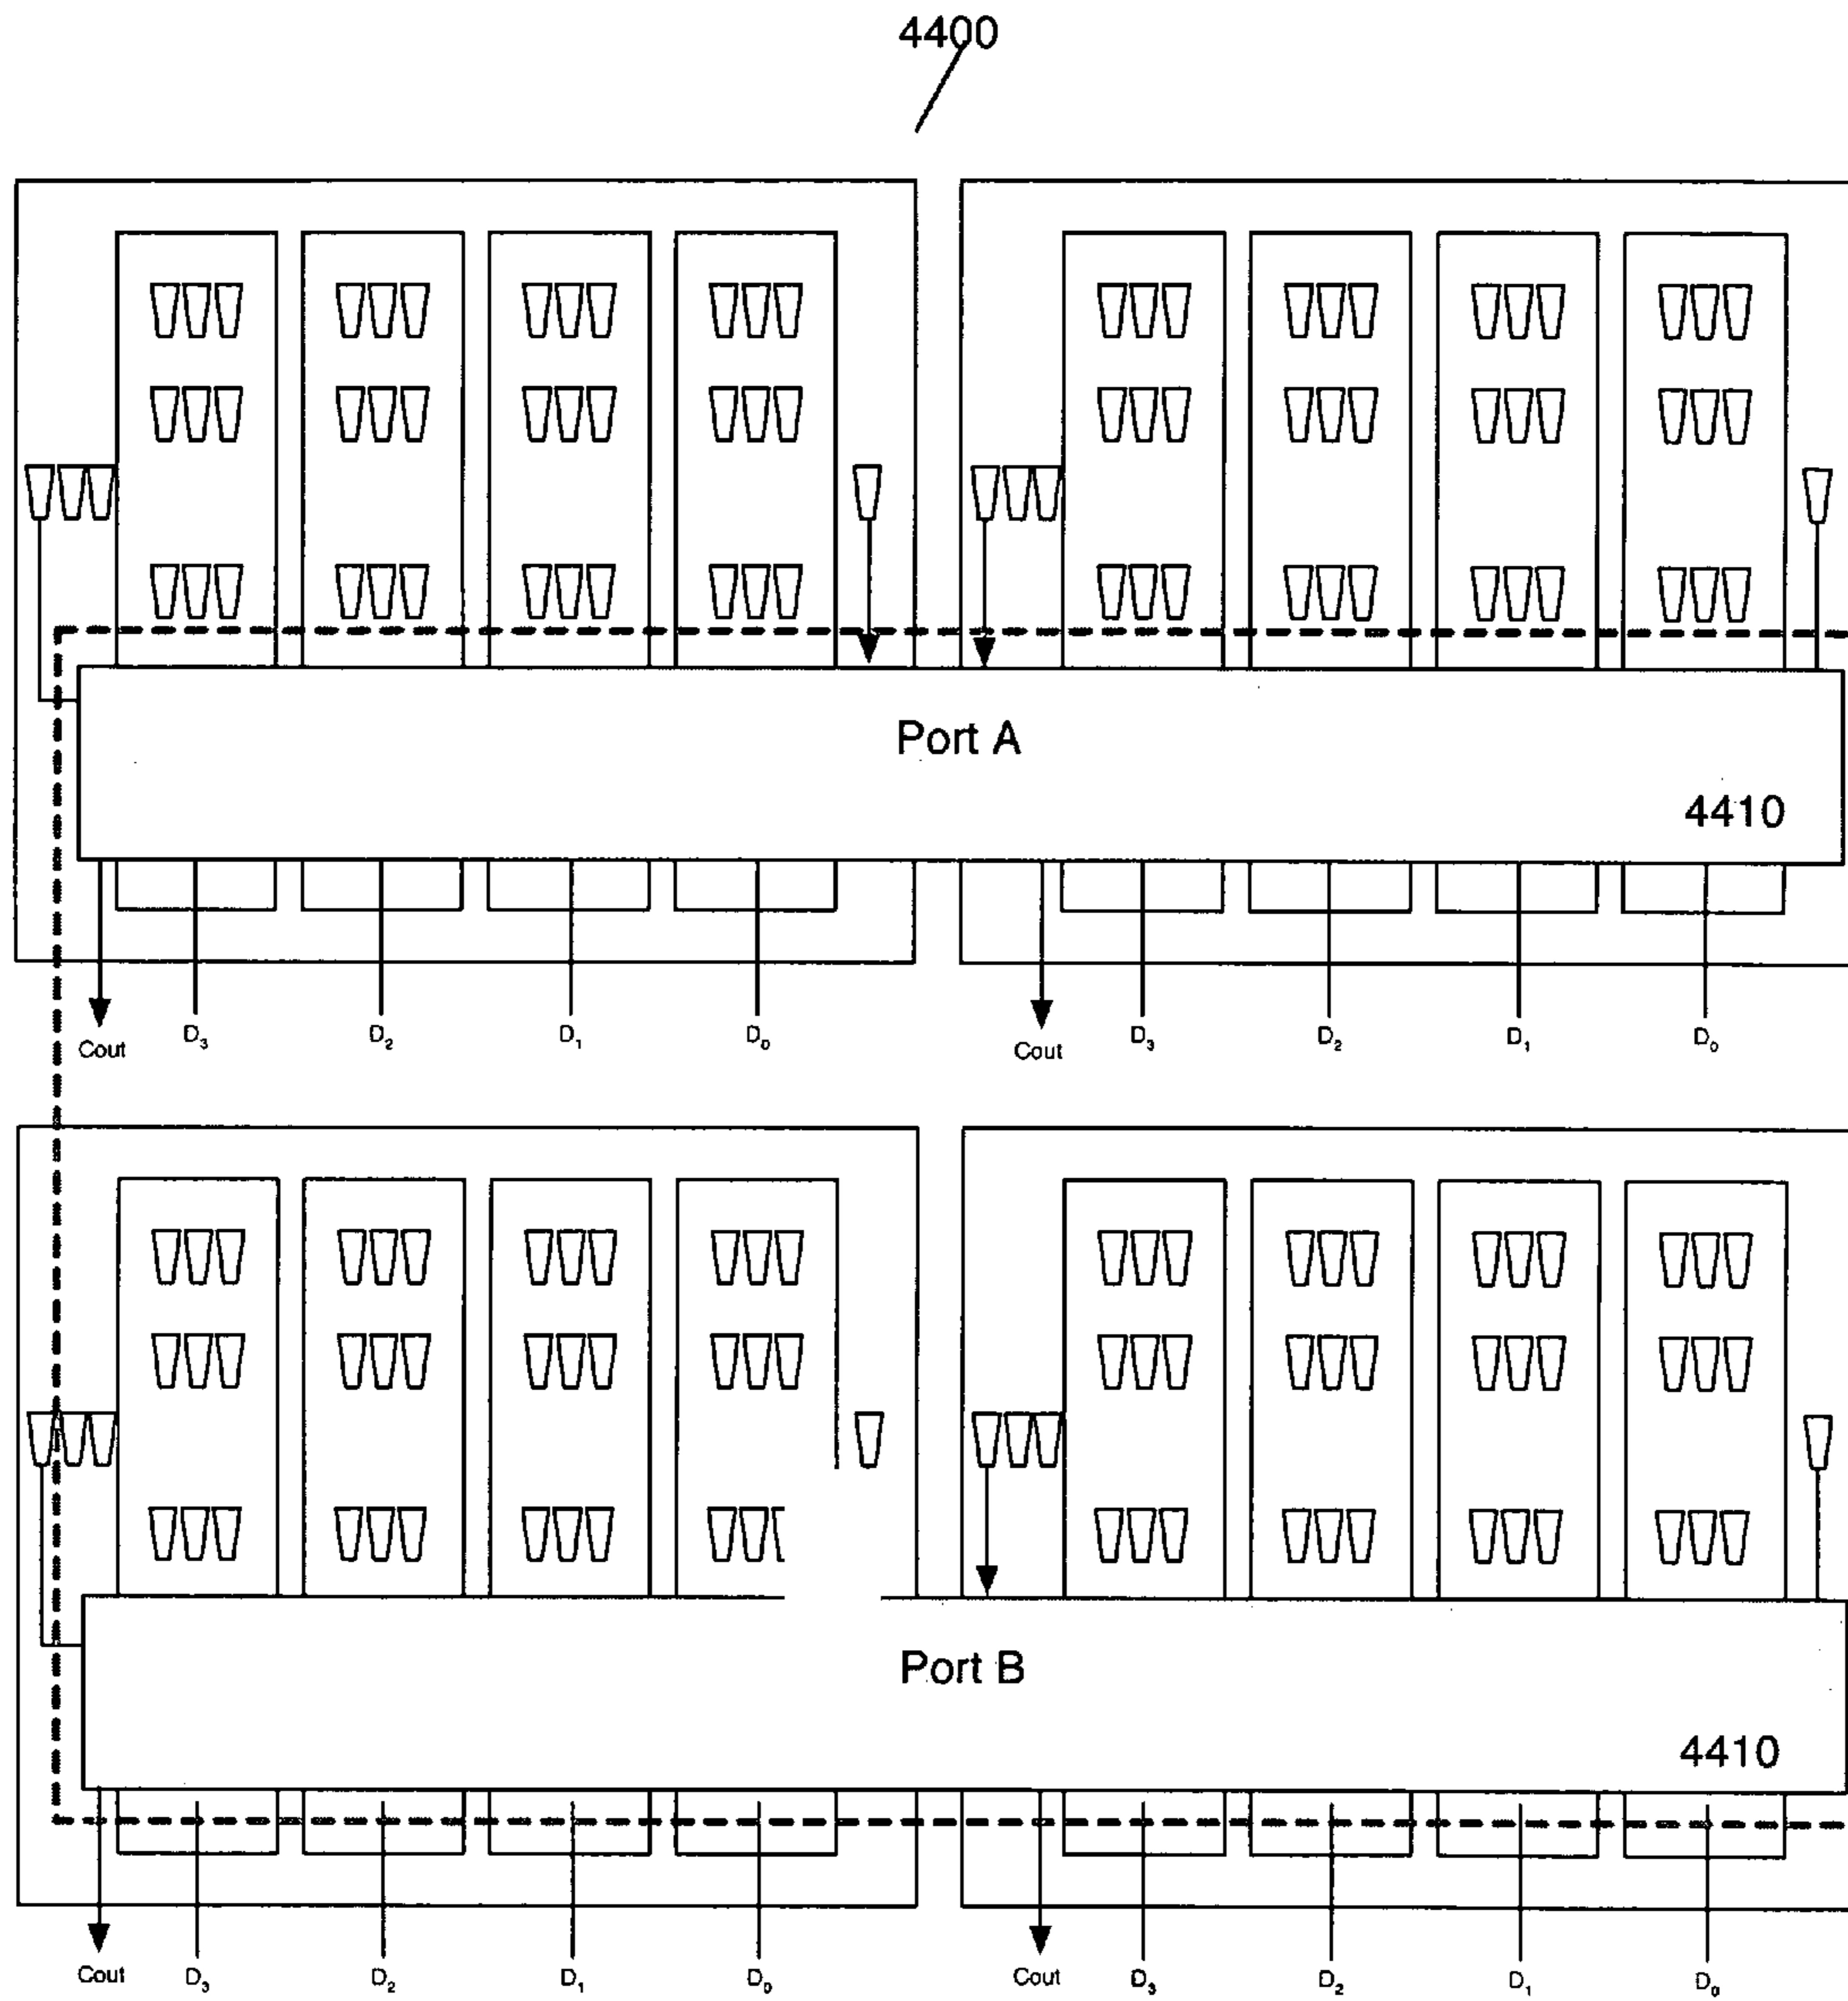 4400
Port A
4410
Cout D₃ D₂ D₁ D₀ Cout D₃ D₂ D₁ D₀
Port B
4410
Cout D₃ D₂ D₁ D₀ Cout D₃ D₂ D₁ D₀